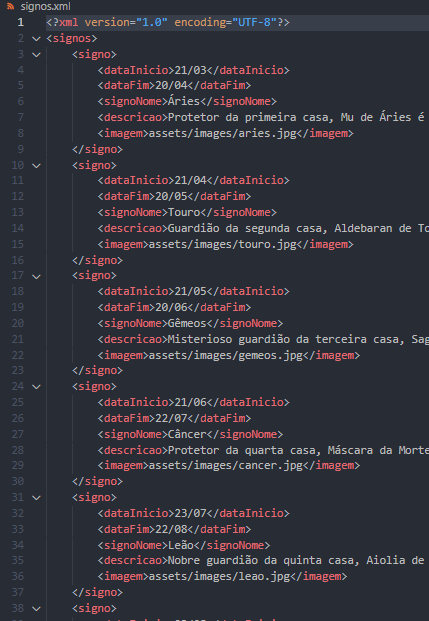 signos.xml
1 <?xml version="1.0" encoding="UTF-8"?>
2 <signos>
3 <signo>
4 <dataInicio>21/03</dataInicio>
5 <dataFim>20/04</dataFim>
6 <signoNome>Áries</signoNome>
7 <descricao>Protetor da primeira casa, Mu de Áries é
8 <imagem>assets/images/aries.jpg</imagem>
9 </signo>
10 <signo>
11 <dataInicio>21/04</dataInicio>
12 <dataFim>20/05</dataFim>
13 <signoNome>Touro</signoNome>
14 <descricao>Guardião da segunda casa, Aldebaran de To
15 <imagem>assets/images/touro.jpg</imagem>
16 </signo>
17 <signo>
18 <dataInicio>21/05</dataInicio>
19 <dataFim>20/06</dataFim>
20 <signoNome>Gêmeos</signoNome>
21 <descricao>Misterioso guardião da terceira casa, Sag
22 <imagem>assets/images/gemeos.jpg</imagem>
23 </signo>
24 <signo>
25 <dataInicio>21/06</dataInicio>
26 <dataFim>22/07</dataFim>
27 <signoNome>Câncer</signoNome>
28 <descricao>Protetor da quarta casa, Máscara da Morte
29 <imagem>assets/images/cancer.jpg</imagem>
30 </signo>
31 <signo>
32 <dataInicio>23/07</dataInicio>
33 <dataFim>22/08</dataFim>
34 <signoNome>Leão</signoNome>
35 <descricao>Nobre guardião da quinta casa, Aiolia de
36 <imagem>assets/images/leao.jpg</imagem>
37 </signo>
38 <signo>